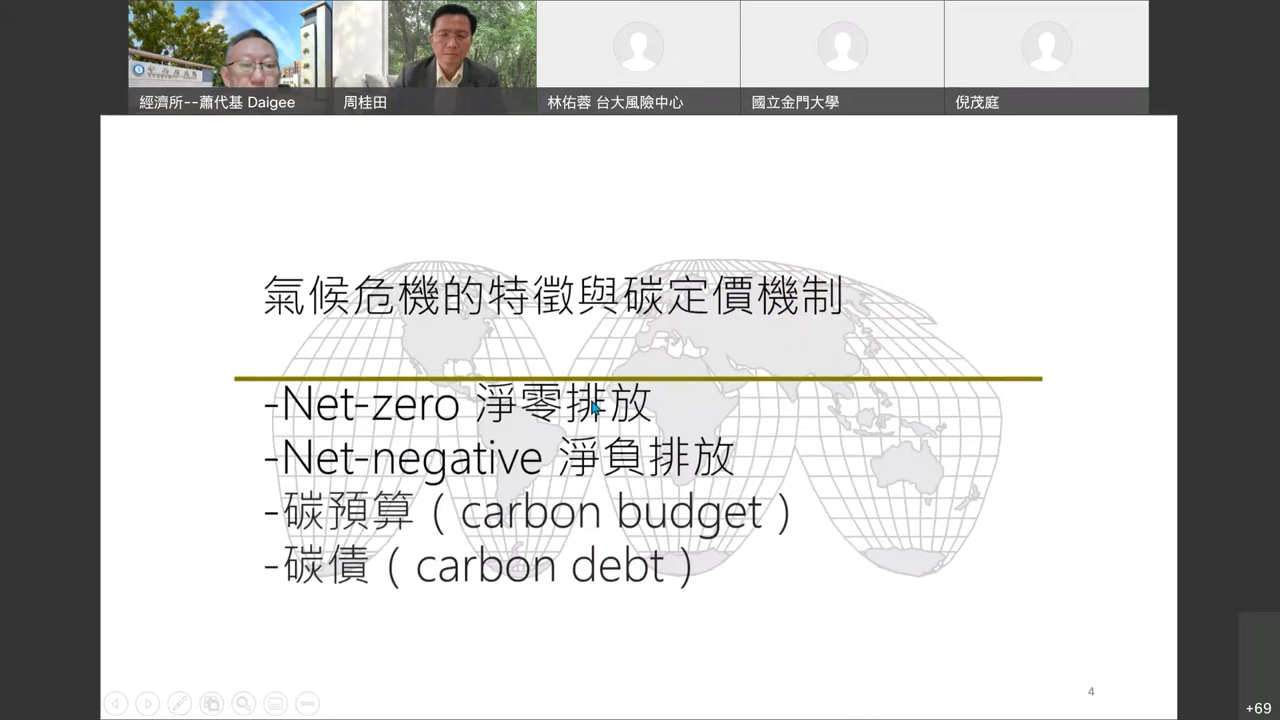 經濟所--蕭代基 Daigee
周桂田
林佑蓉 台大風險中心
國立金門大學
倪茂庭
氣候危機的特徵與碳定價機制
-Net-zero 淨零排放
-Net-negative 淨負排放
-碳預算（carbon budget）
-碳債（carbon debt）
4
+69